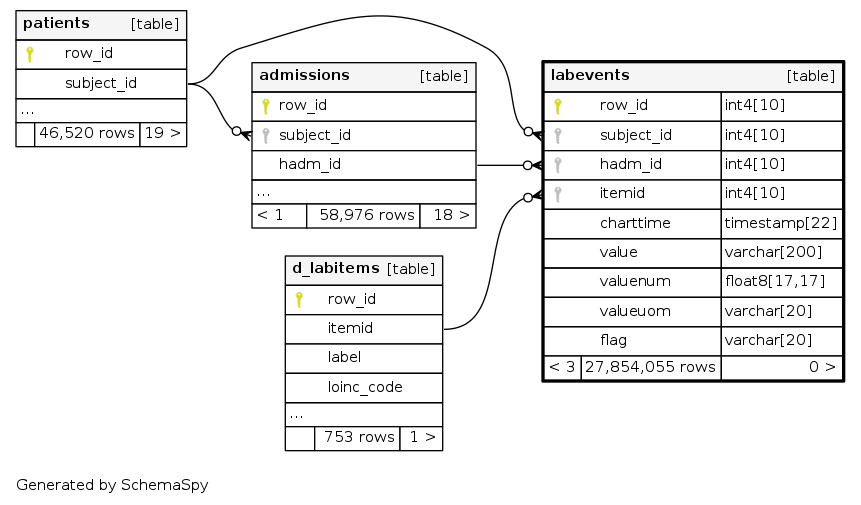 patients [table]
row_id
subject_id
...
46,520 rows 19 >
admissions [table]
row_id
subject_id
hadm_id
...
< 1 58,976 rows 18 >
d_labitems [table]
row_id
itemid
label
loinc_code
...
753 rows 1 >
labevents [table]
row_id int4[10]
subject_id int4[10]
hadm_id int4[10]
itemid int4[10]
charttime timestamp[22]
value varchar[200]
valuenum float8[17,17]
valueuom varchar[20]
flag varchar[20]
< 3 27,854,055 rows 0 >
Generated by SchemaSpy